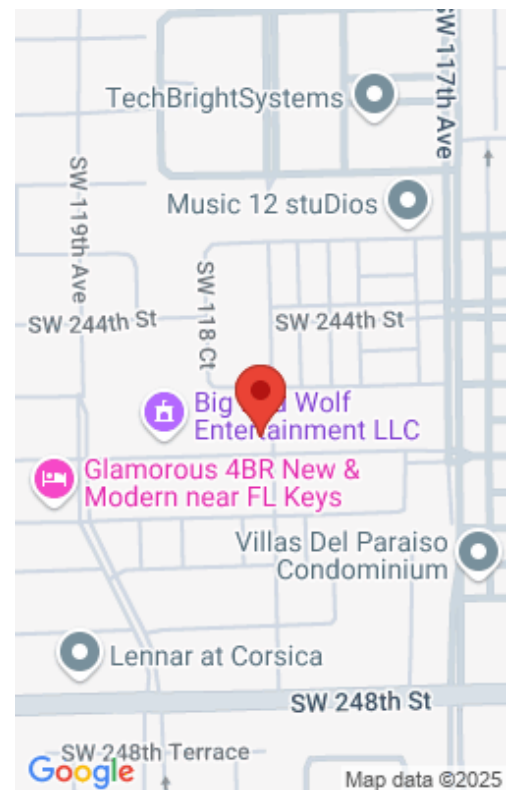 SW 117th Ave
TechBrightSystems
Music 12 stuDios
SW 119th Ave
SW 118 Ct
SW 244th St
SW 244th St
Big Wolf
Entertainment LLC
Glamorous 4BR New &
Modern near FL Keys
Villas Del Paraiso
Condominium
Lennar at Corsica
SW 248th St
SW 248th Terrace
Google
Map data ©2025